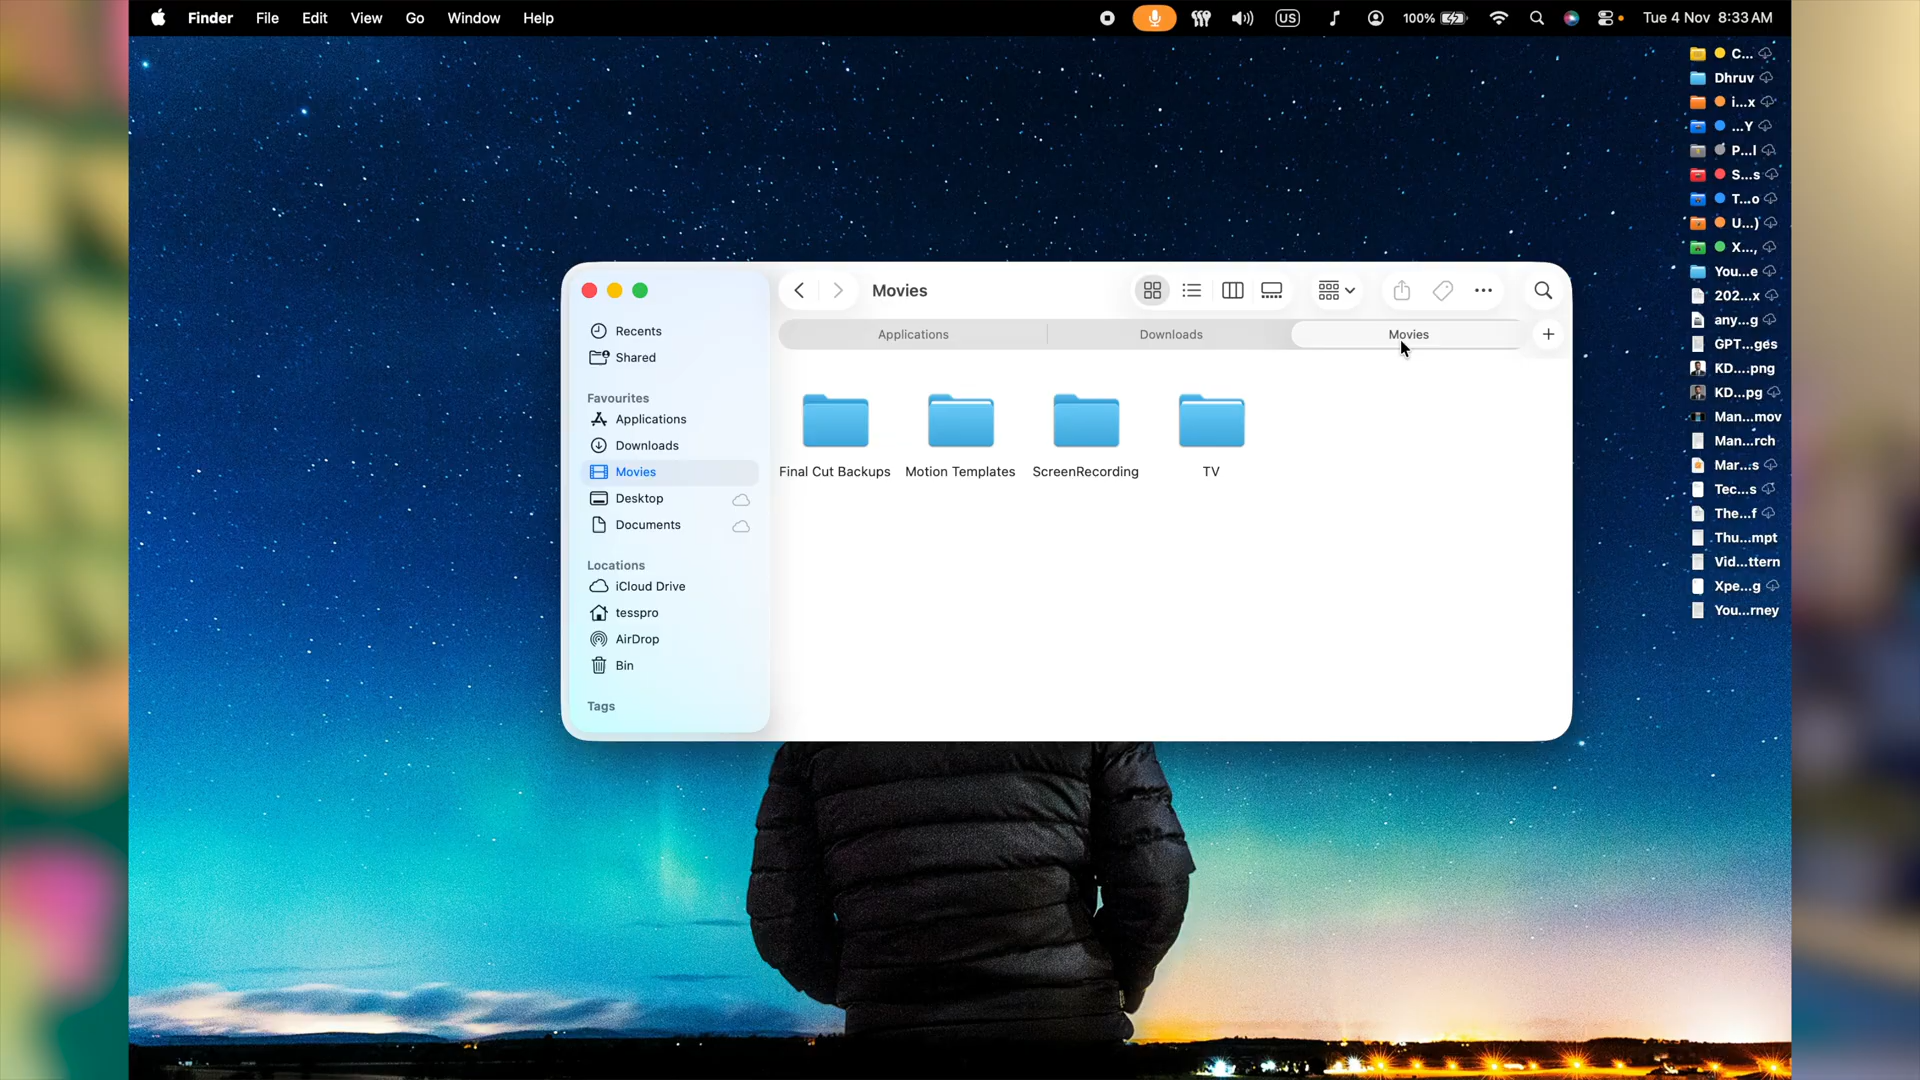 Finder File Edit View Go Window Help US 100% Tue 4 Nov 8:33 AM
Movies
Applications Downloads Movies
Recents
Shared
Favourites
Applications
Downloads
Movies
Desktop
Documents
Locations
iCloud Drive
tesspro
AirDrop
Bin
Tags
Final Cut Backups Motion Templates ScreenRecording TV
C...
Dhruv
i...x
...Y
P...l
S...s
T...o
U...)
X...,
You...e
202...x
any...g
GPT...ges
KD....png
KD...pg
Man...mov
Man...rch
Mar...s
Tec...s
The...f
Thu...mpt
Vid...ttern
Xpe...g
You...rney